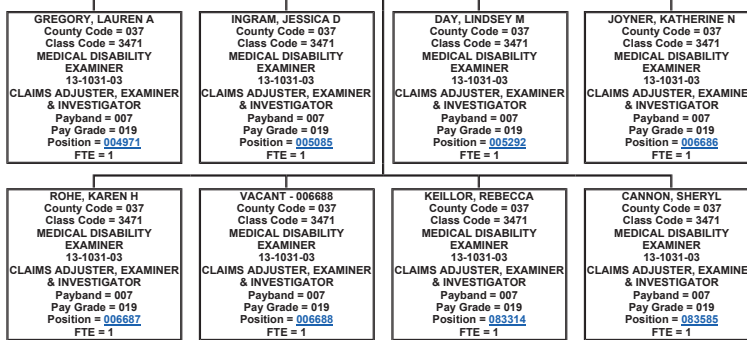 GREGORY, LAUREN A
County Code = 037
Class Code = 3471
MEDICAL DISABILITY
EXAMINER
13-1031-03
CLAIMS ADJUSTER, EXAMINER
& INVESTIGATOR
Payband = 007
Pay Grade = 019
Position = 004971
FTE = 1
INGRAM, JESSICA D
County Code = 037
Class Code = 3471
MEDICAL DISABILITY
EXAMINER
13-1031-03
CLAIMS ADJUSTER, EXAMINER
& INVESTIGATOR
Payband = 007
Pay Grade = 019
Position = 005085
FTE = 1
DAY, LINDSEY M
County Code = 037
Class Code = 3471
MEDICAL DISABILITY
EXAMINER
13-1031-03
CLAIMS ADJUSTER, EXAMINER
& INVESTIGATOR
Payband = 007
Pay Grade = 019
Position = 005292
FTE = 1
JOYNER, KATHERINE N
County Code = 037
Class Code = 3471
MEDICAL DISABILITY
EXAMINER
13-1031-03
CLAIMS ADJUSTER, EXAMINE
& INVESTIGATOR
Payband = 007
Pay Grade = 019
Position = 006686
FTE = 1
ROHE, KAREN H
County Code = 037
Class Code = 3471
MEDICAL DISABILITY
EXAMINER
13-1031-03
CLAIMS ADJUSTER, EXAMINER
& INVESTIGATOR
Payband = 007
Pay Grade = 019
Position = 006687
FTE = 1
VACANT - 006688
County Code = 037
Class Code = 3471
MEDICAL DISABILITY
EXAMINER
13-1031-03
CLAIMS ADJUSTER, EXAMINER
& INVESTIGATOR
Payband = 007
Pay Grade = 019
Position = 006688
FTE = 1
KEILLOR, REBECCA
County Code = 037
Class Code = 3471
MEDICAL DISABILITY
EXAMINER
13-1031-03
CLAIMS ADJUSTER, EXAMINER
& INVESTIGATOR
Payband = 007
Pay Grade = 019
Position = 083314
FTE = 1
CANNON, SHERYL
County Code = 037
Class Code = 3471
MEDICAL DISABILITY
EXAMINER
13-1031-03
CLAIMS ADJUSTER, EXAMINE
& INVESTIGATOR
Payband = 007
Pay Grade = 019
Position = 083585
FTE = 1